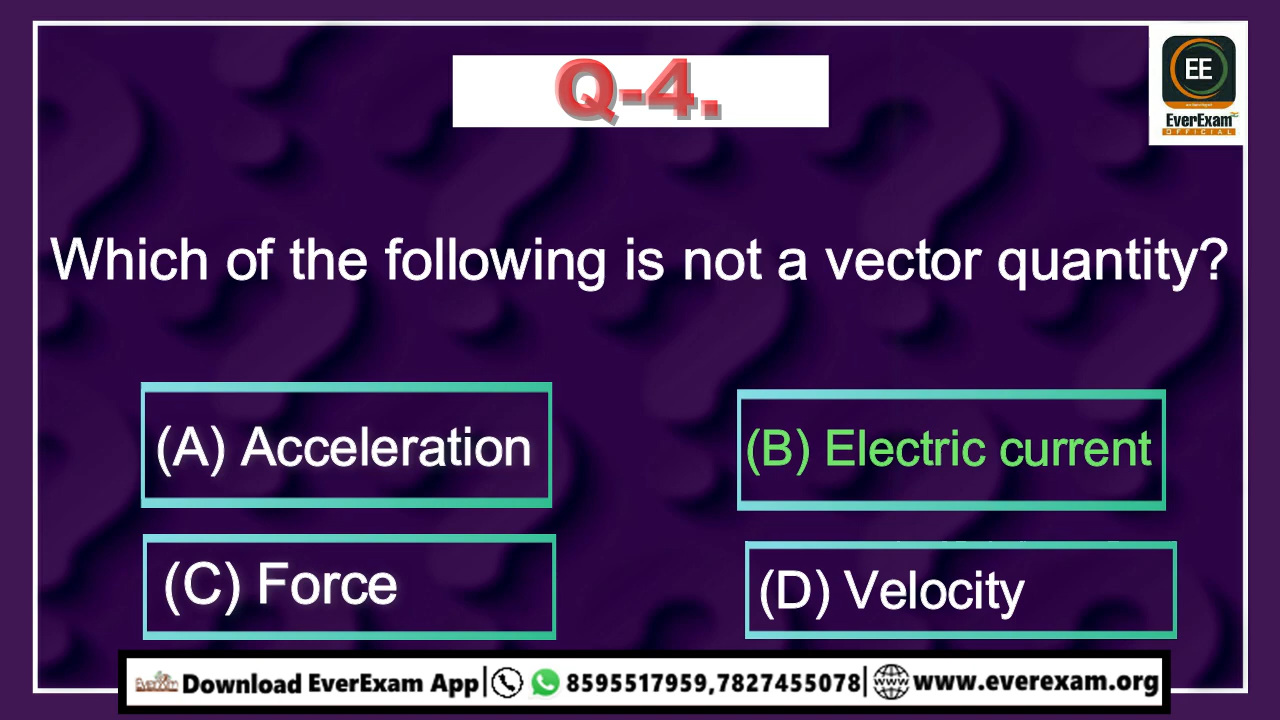 Q-4.
EE
EverExam
OFFICIAL
Which of the following is not a vector quantity?
(A) Acceleration
(B) Electric current
(C) Force
(D) Velocity
Download EverExam App| 8595517959,7827455078| www.everexam.org